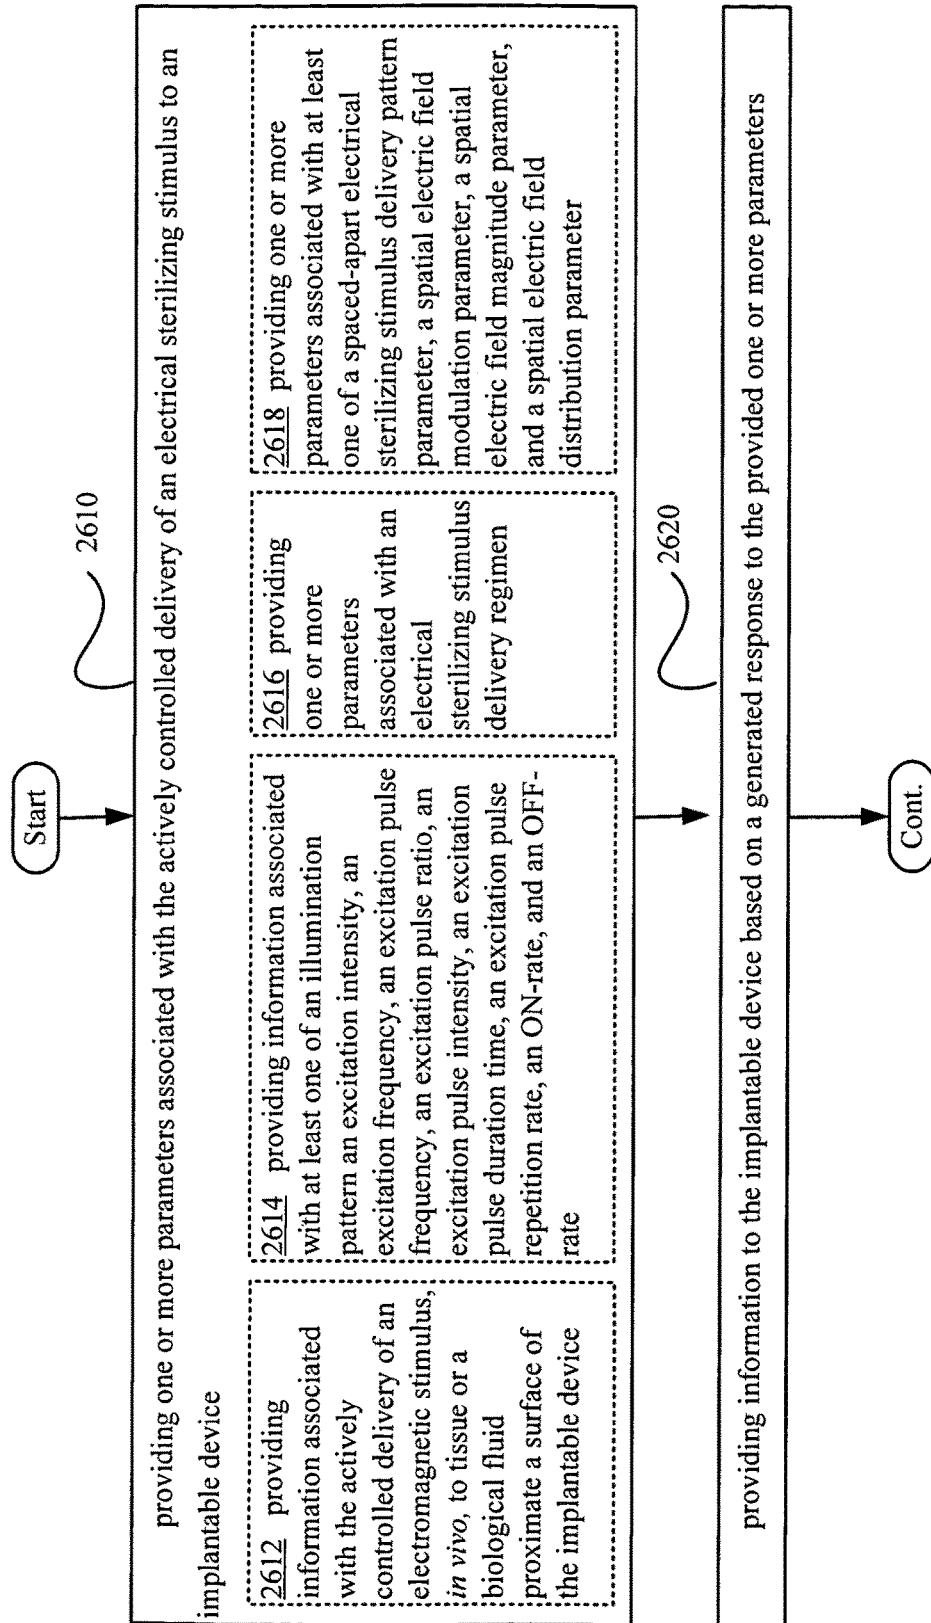 Start
2610
providing one or more parameters associated with the actively controlled delivery of an electrical sterilizing stimulus to an
implantable device
2612 providing
information associated
with the actively
controlled delivery of an
electromagnetic stimulus,
in vivo, to tissue or a
biological fluid
proximate a surface of
the implantable device
2614 providing information associated
with at least one of an illumination
pattern an excitation intensity, an
excitation frequency, an excitation pulse
frequency, an excitation pulse ratio, an
excitation pulse intensity, an excitation
pulse duration time, an excitation pulse
repetition rate, an ON-rate, and an OFF-
rate
2616 providing
one or more
parameters
associated with an
electrical
sterilizing stimulus
delivery regimen
2618 providing one or more
parameters associated with at least
one of a spaced-apart electrical
sterilizing stimulus delivery pattern
parameter, a spatial electric field
modulation parameter, a spatial
electric field magnitude parameter,
and a spatial electric field
distribution parameter
2620
providing information to the implantable device based on a generated response to the provided one or more parameters
Cont.